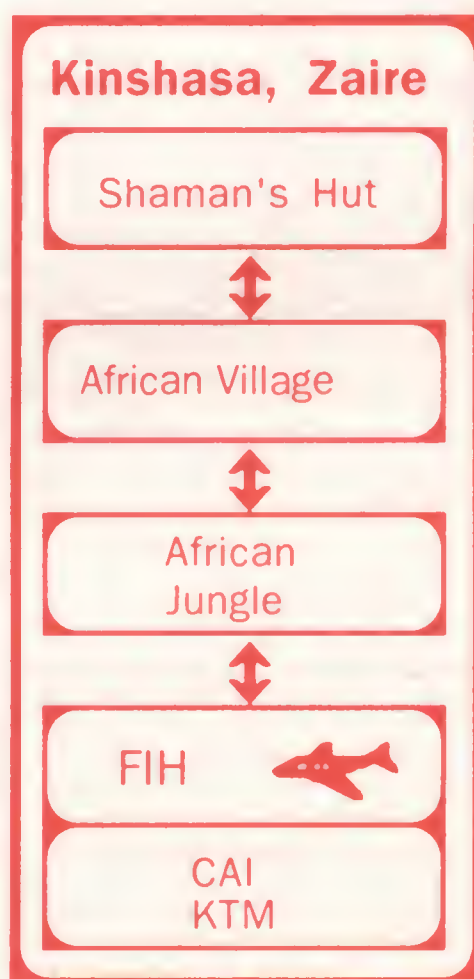 Kinshasa, Zaire
Shaman's Hut
African Village
African
Jungle
FIH
CAI
KTM